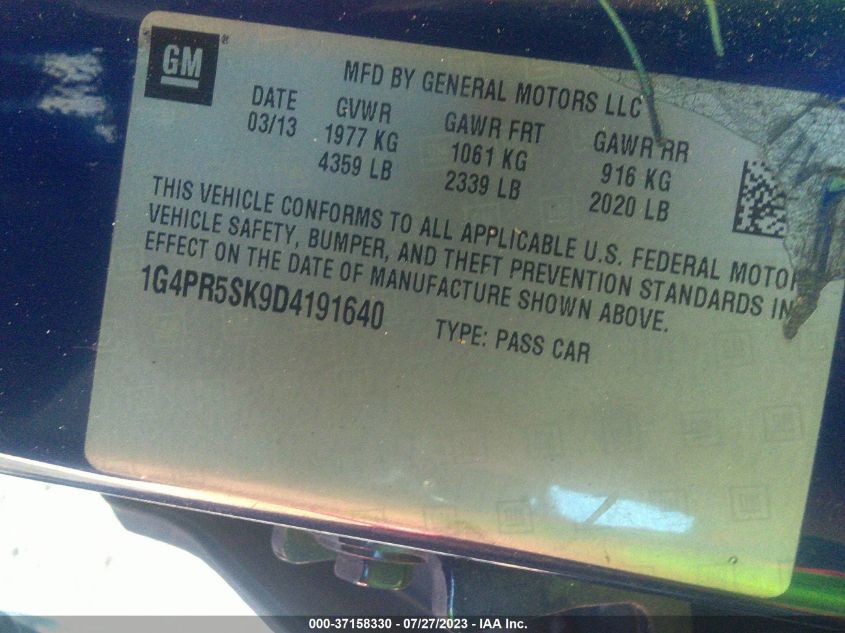 GM
MFD BY GENERAL MOTORS LLC
DATE GVWR GAWR FRT GAWR RR
03/13 1977 KG 1061 KG 916 KG
4359 LB 2339 LB 2020 LB
THIS VEHICLE CONFORMS TO ALL APPLICABLE U.S. FEDERAL MOTOR
VEHICLE SAFETY, BUMPER, AND THEFT PREVENTION STANDARDS IN
EFFECT ON THE DATE OF MANUFACTURE SHOWN ABOVE.
1G4PR5SK9D4191640 TYPE: PASS CAR
000-37158330 - 07/27/2023 - IAA Inc.